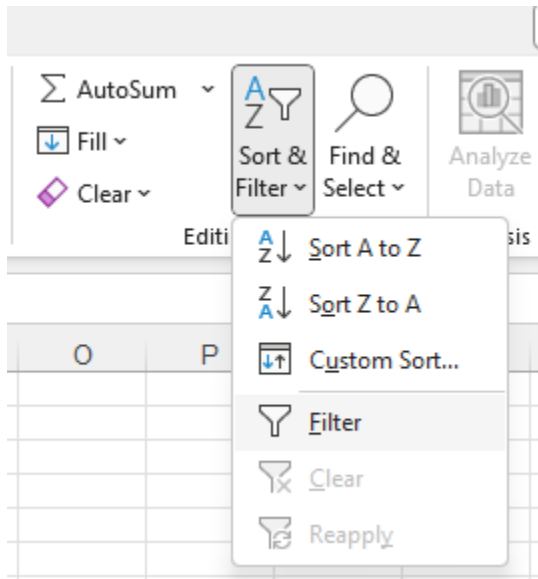 AutoSum
Fill
Clear
Sort &
Filter
Find &
Select
Analyze
Data
Editi
sis
Sort A to Z
Sort Z to A
Custom Sort...
Filter
Clear
Reapply
O
P